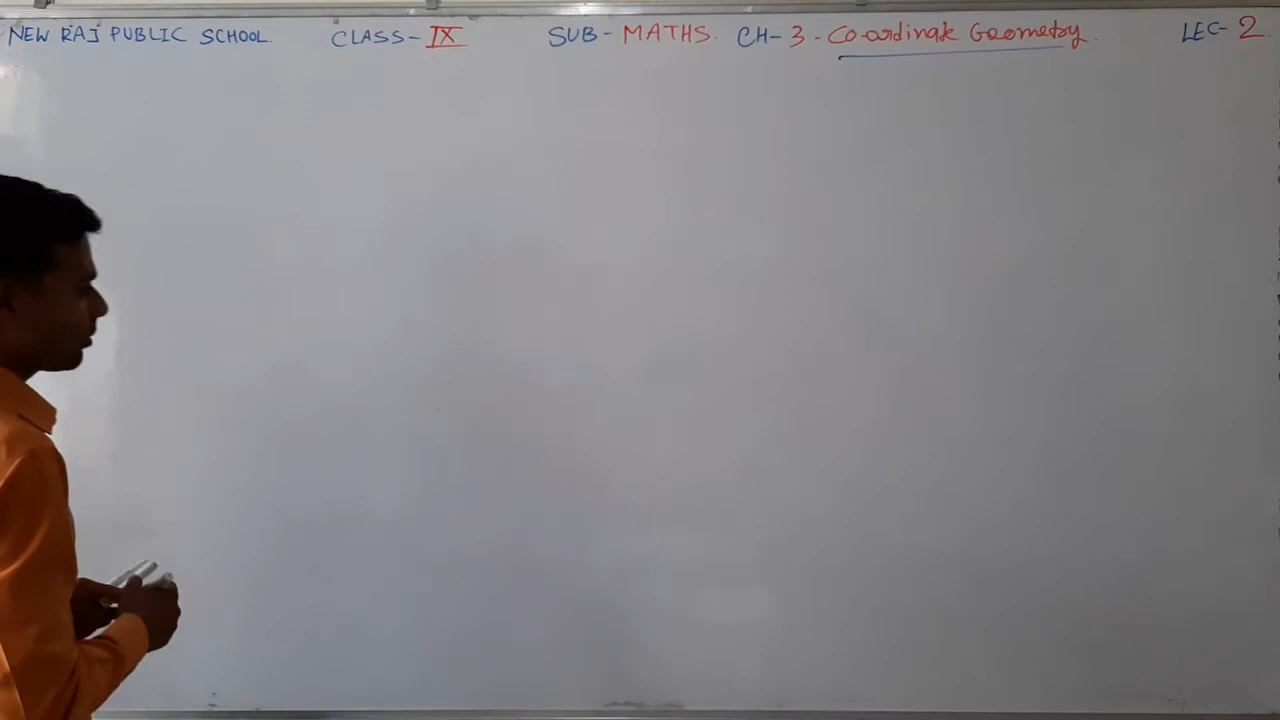 NEW RAJ PUBLIC SCHOOL. CLASS- IX SUB- MATHS. CH- 3 - Co-ordinate Geometry. LEC- 2